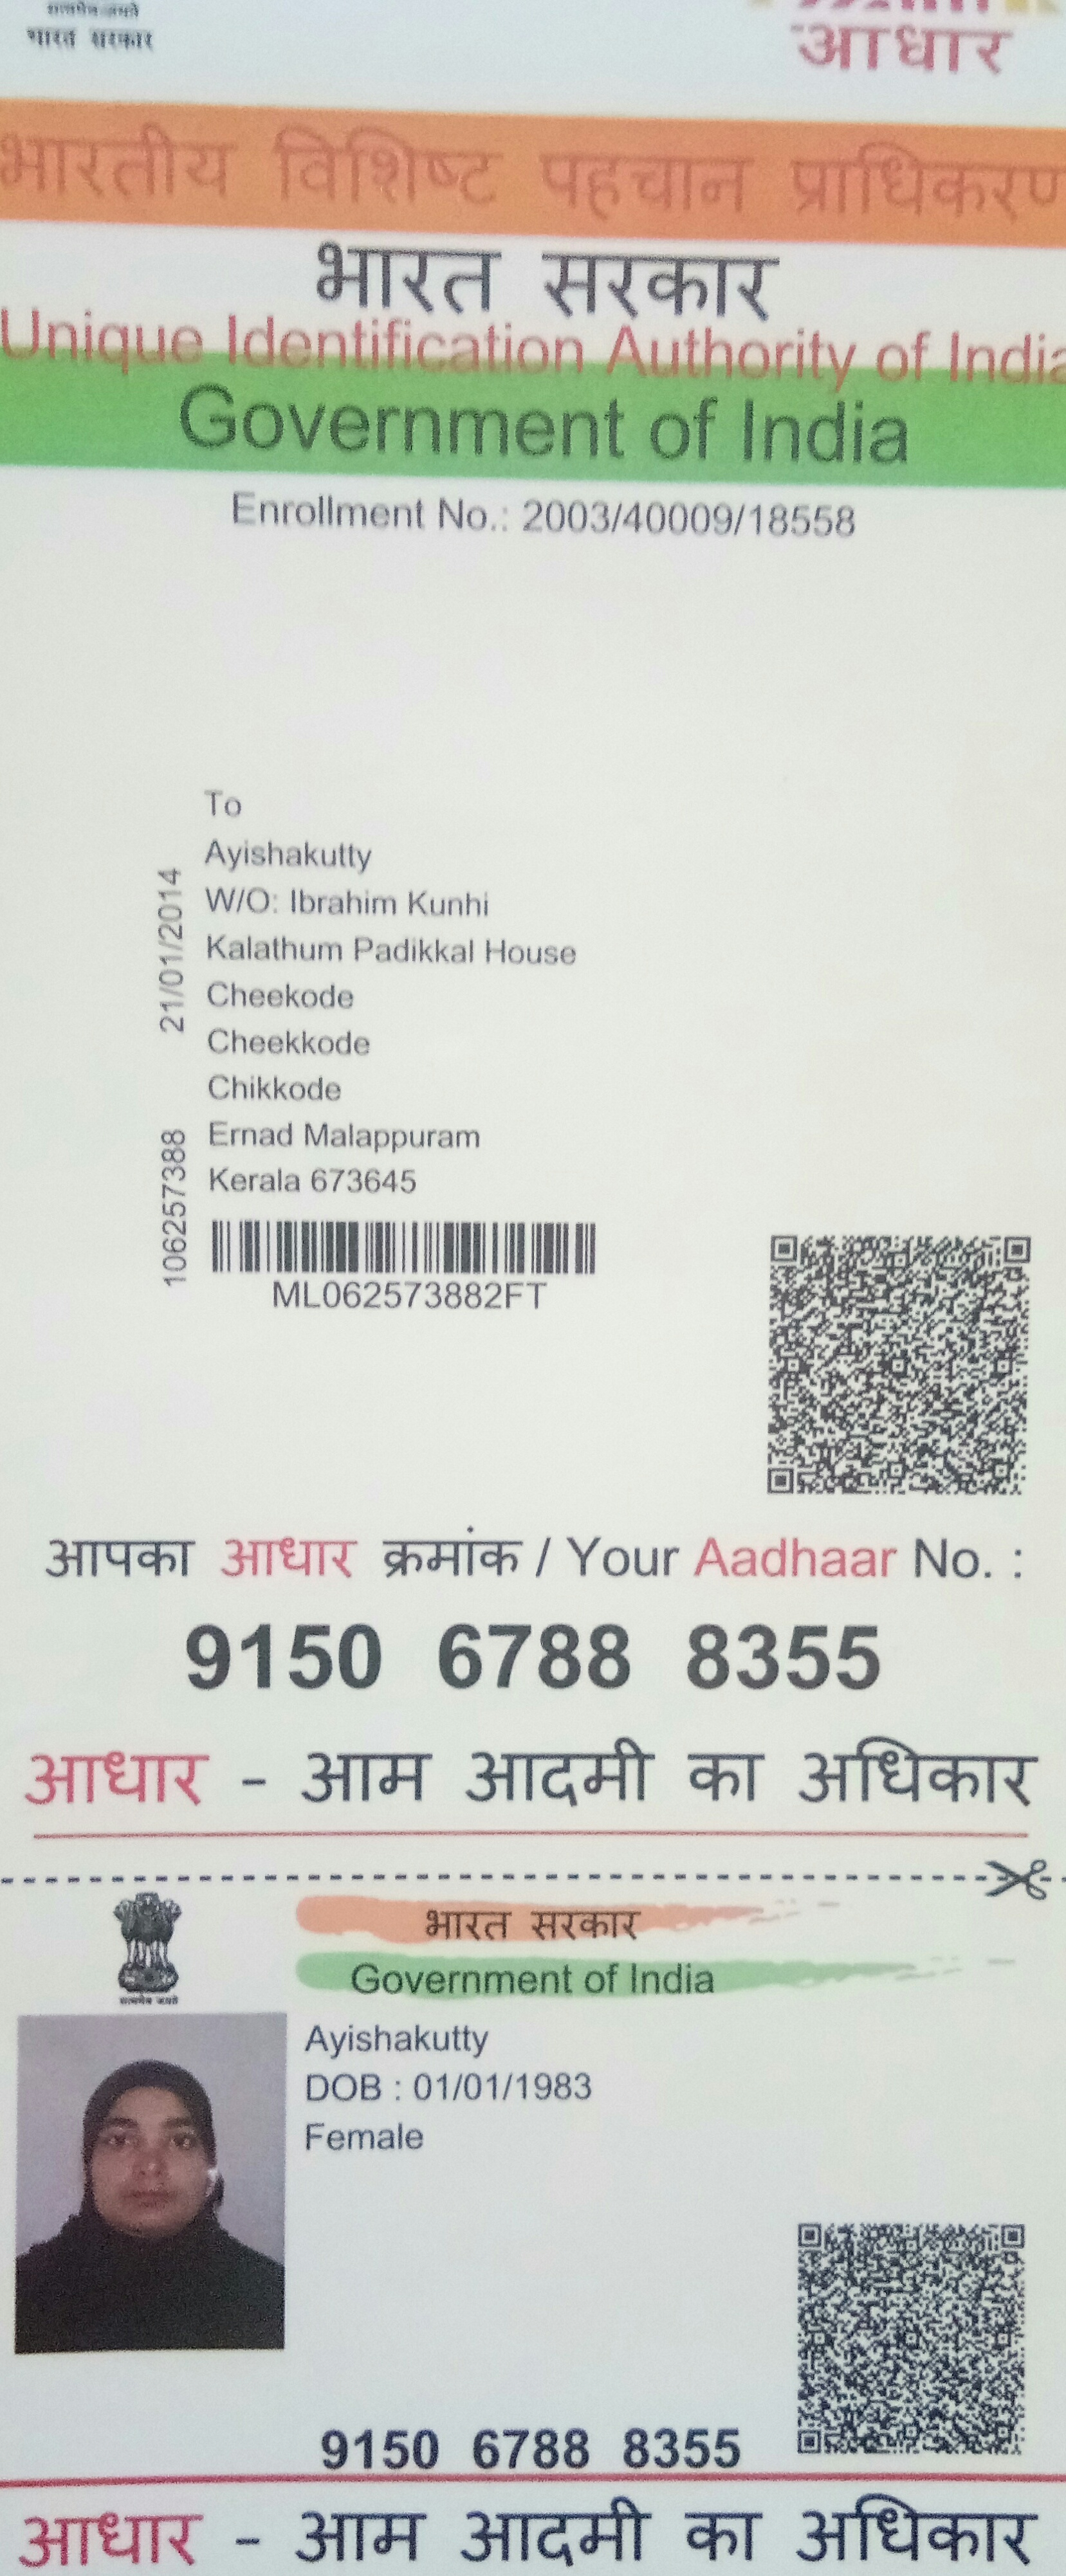 सत्यमेव जयते
भारत सरकार
आधार
भारतीय विशिष्ट पहचान प्राधिकरण
भारत सरकार
Unique Identification Authority of India
Government of India
Enrollment No.: 2003/40009/18558
To
Ayishakutty
W/O: Ibrahim Kunhi
Kalathum Padikkal House
Cheekode
Cheekkode
Chikkode
Ernad Malappuram
Kerala 673645
21/01/2014
106257388
ML062573882FT
आपका आधार क्रमांक / Your Aadhaar No. :
9150 6788 8355
आधार - आम आदमी का अधिकार
सत्यमेव जयते
भारत सरकार
Government of India
Ayishakutty
DOB : 01/01/1983
Female
9150 6788 8355
आधार - आम आदमी का अधिकार